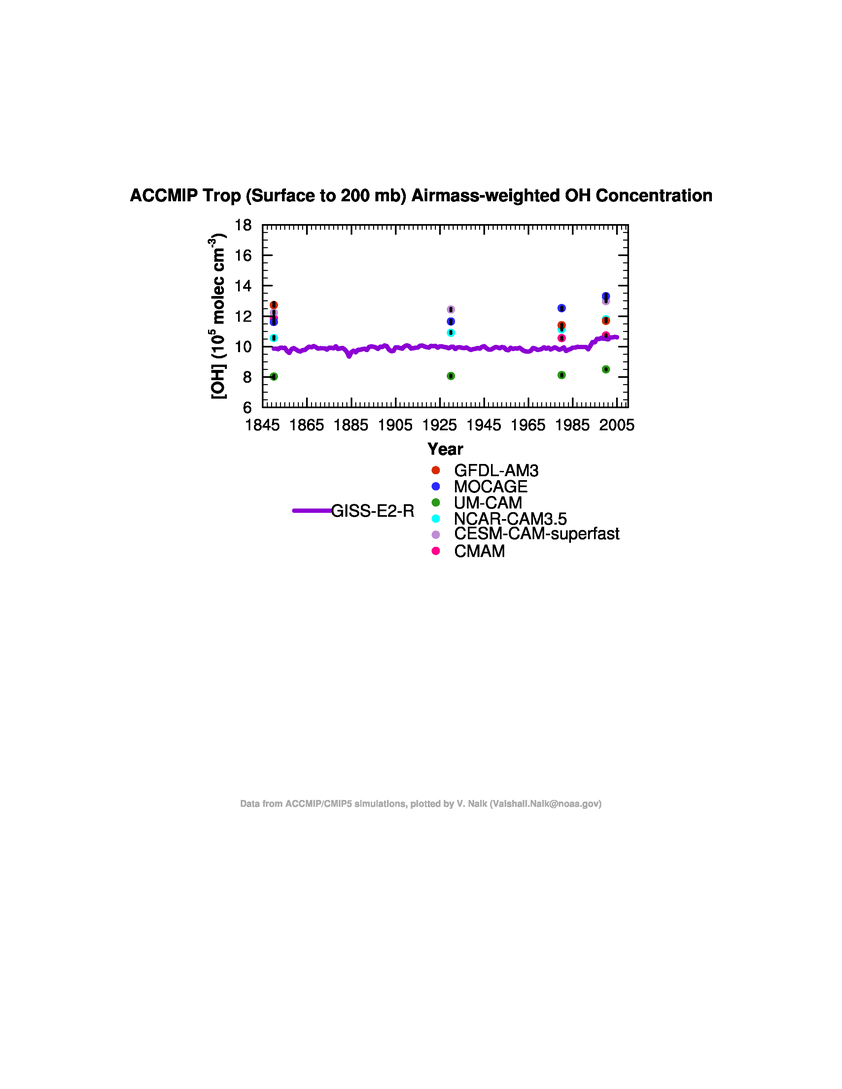 ACCMIP Trop (Surface to 200 mb) Airmass-weighted OH Concentration
[OH] (10⁵ molec cm⁻³)
18
16
14
12
10
8
6
1845 1865 1885 1905 1925 1945 1965 1985 2005
Year
GISS-E2-R
GFDL-AM3
MOCAGE
UM-CAM
NCAR-CAM3.5
CESM-CAM-superfast
CMAM
Data from ACCMIP/CMIP5 simulations, plotted by V. Naik (Vaishali.Naik@noaa.gov)